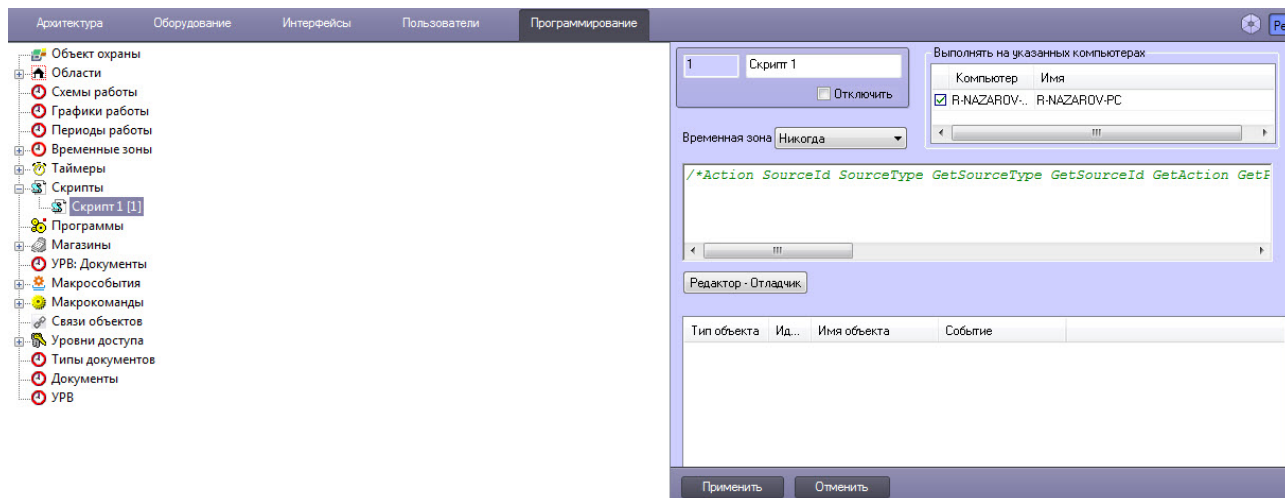 Архитектура Оборудование Интерфейсы Пользователи Программирование
Объект охраны
Области
Схемы работы
Графики работы
Периоды работы
Временные зоны
Таймеры
Скрипты
Скрипт 1 [1]
Программы
Магазины
УРВ: Документы
Макрособытия
Макрокоманды
Связи объектов
Уровни доступа
Типы документов
Документы
УРВ
1 Скрипт 1
Отключить
Выполнять на указанных компьютерах
Компьютер Имя
R-NAZAROV-.. R-NAZAROV-PC
Временная зона Никогда
/*Action SourceId SourceType GetSourceType GetSourceId GetAction
Редактор - Отладчик
Тип объекта Ид... Имя объекта Событие
Применить Отменить